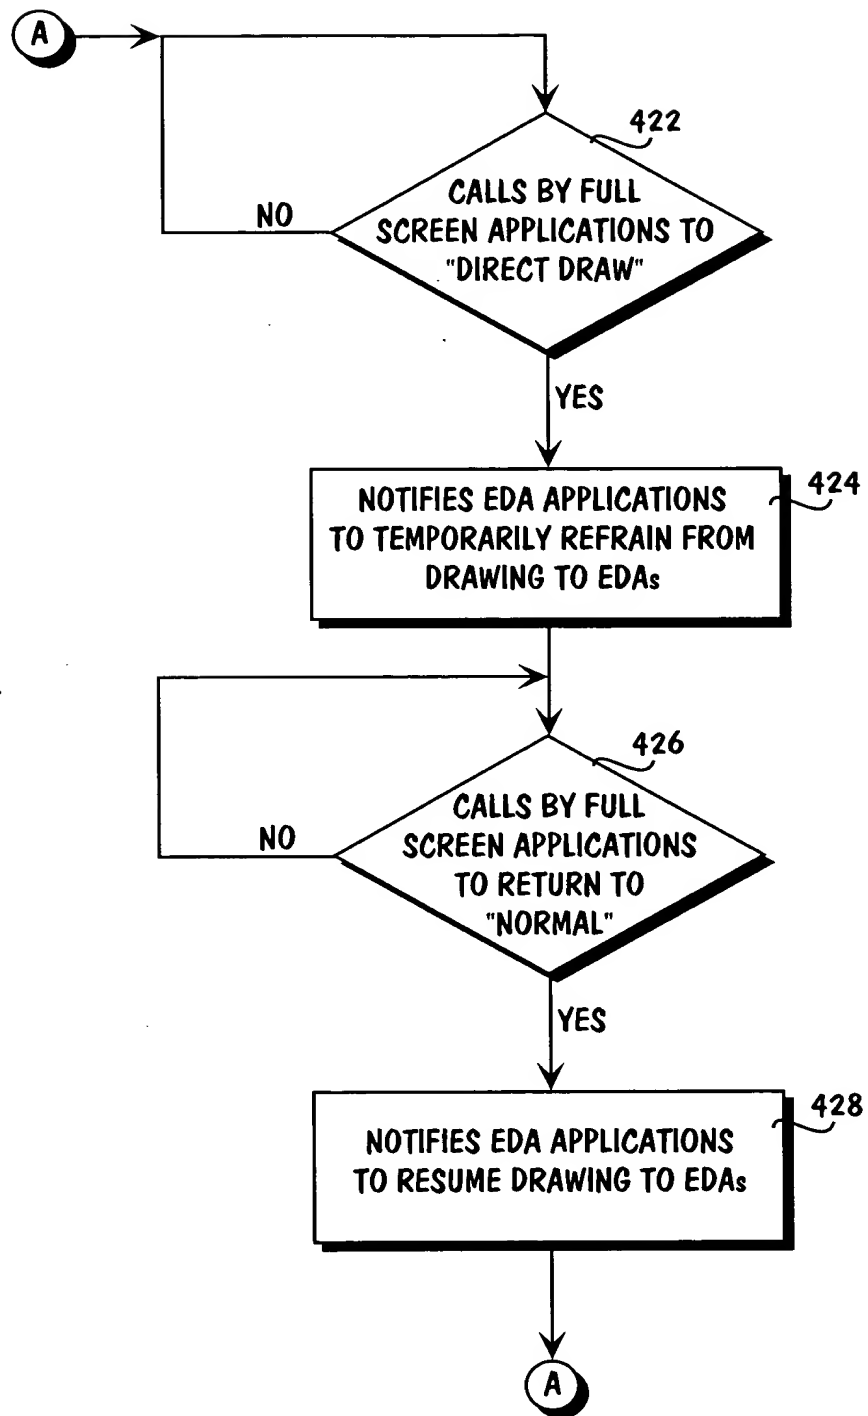 A
422
CALLS BY FULL
SCREEN APPLICATIONS TO
"DIRECT DRAW"
NO
YES
424
NOTIFIES EDA APPLICATIONS
TO TEMPORARILY REFRAIN FROM
DRAWING TO EDAs
426
CALLS BY FULL
SCREEN APPLICATIONS
TO RETURN TO
"NORMAL"
NO
YES
428
NOTIFIES EDA APPLICATIONS
TO RESUME DRAWING TO EDAs
A